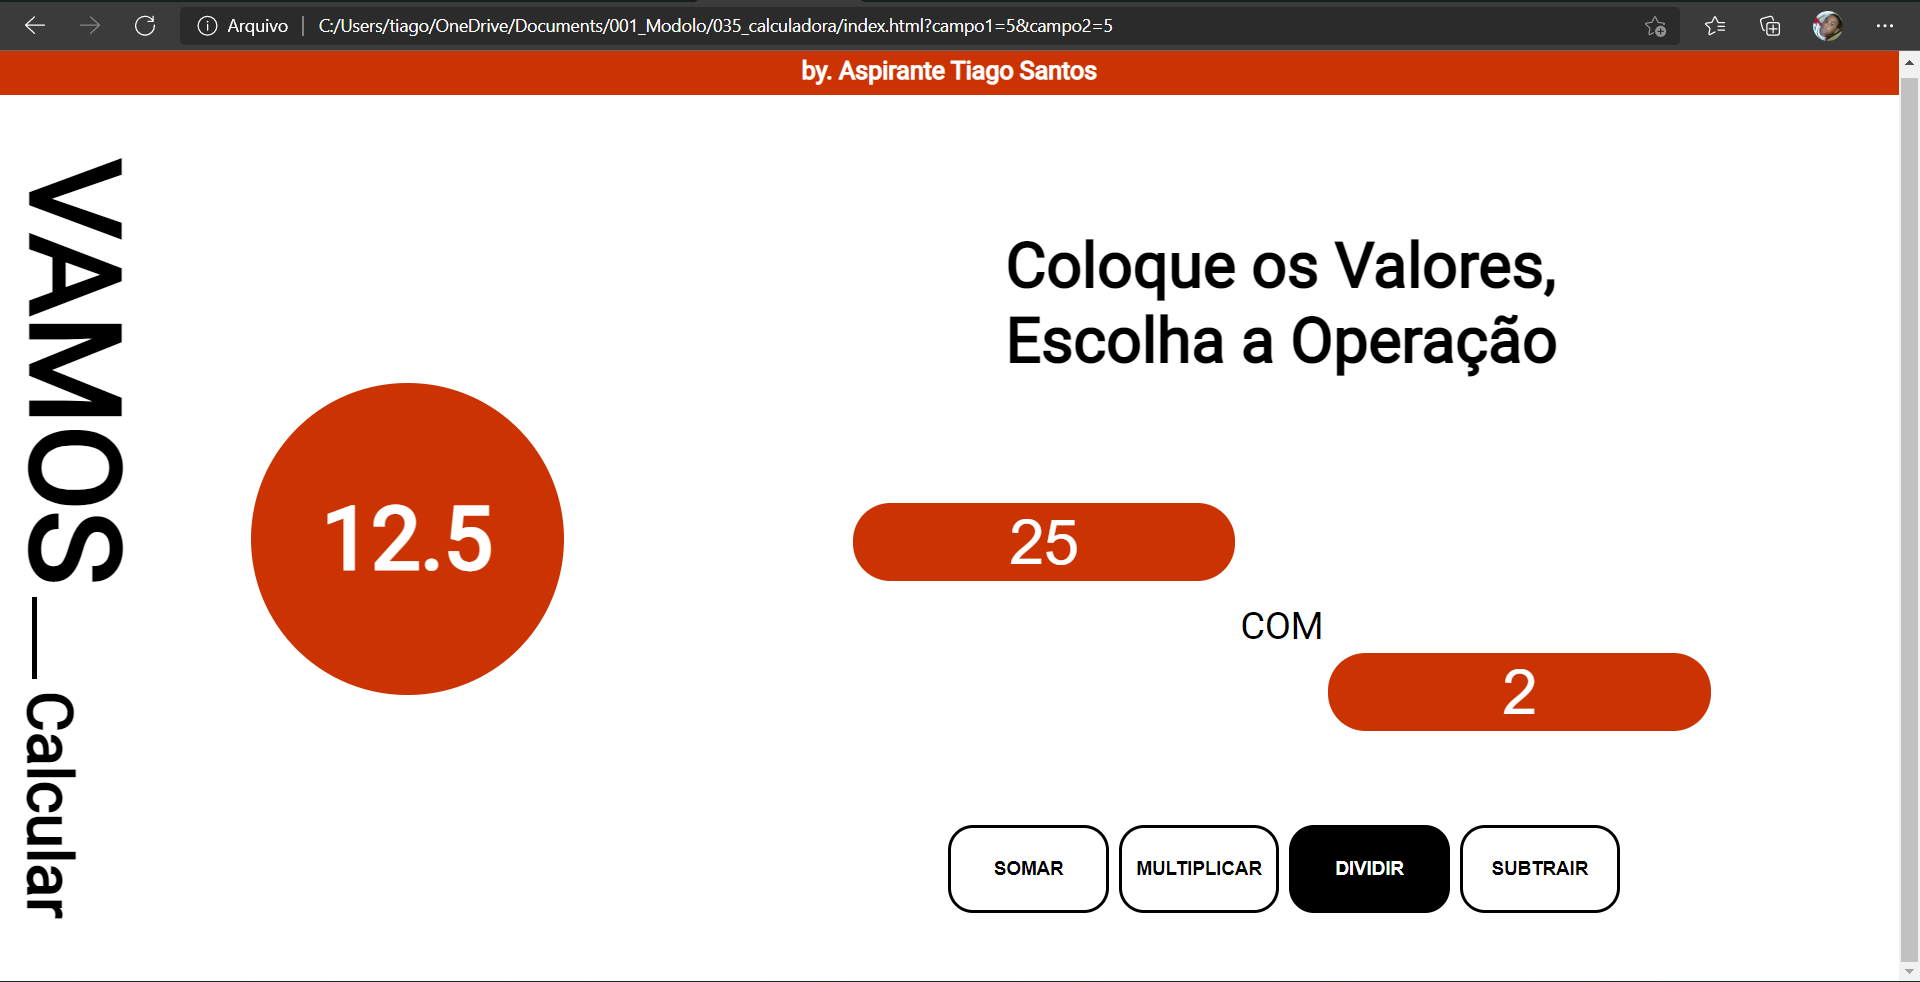 Arquivo
C:/Users/tiago/OneDrive/Documents/001_Modolo/035_calculadora/index.html?campo1=5&campo2=5
by. Aspirante Tiago Santos
VAMOS
Calcular
12.5
Coloque os Valores,
Escolha a Operação
25
COM
2
SOMAR MULTIPLICAR DIVIDIR SUBTRAIR